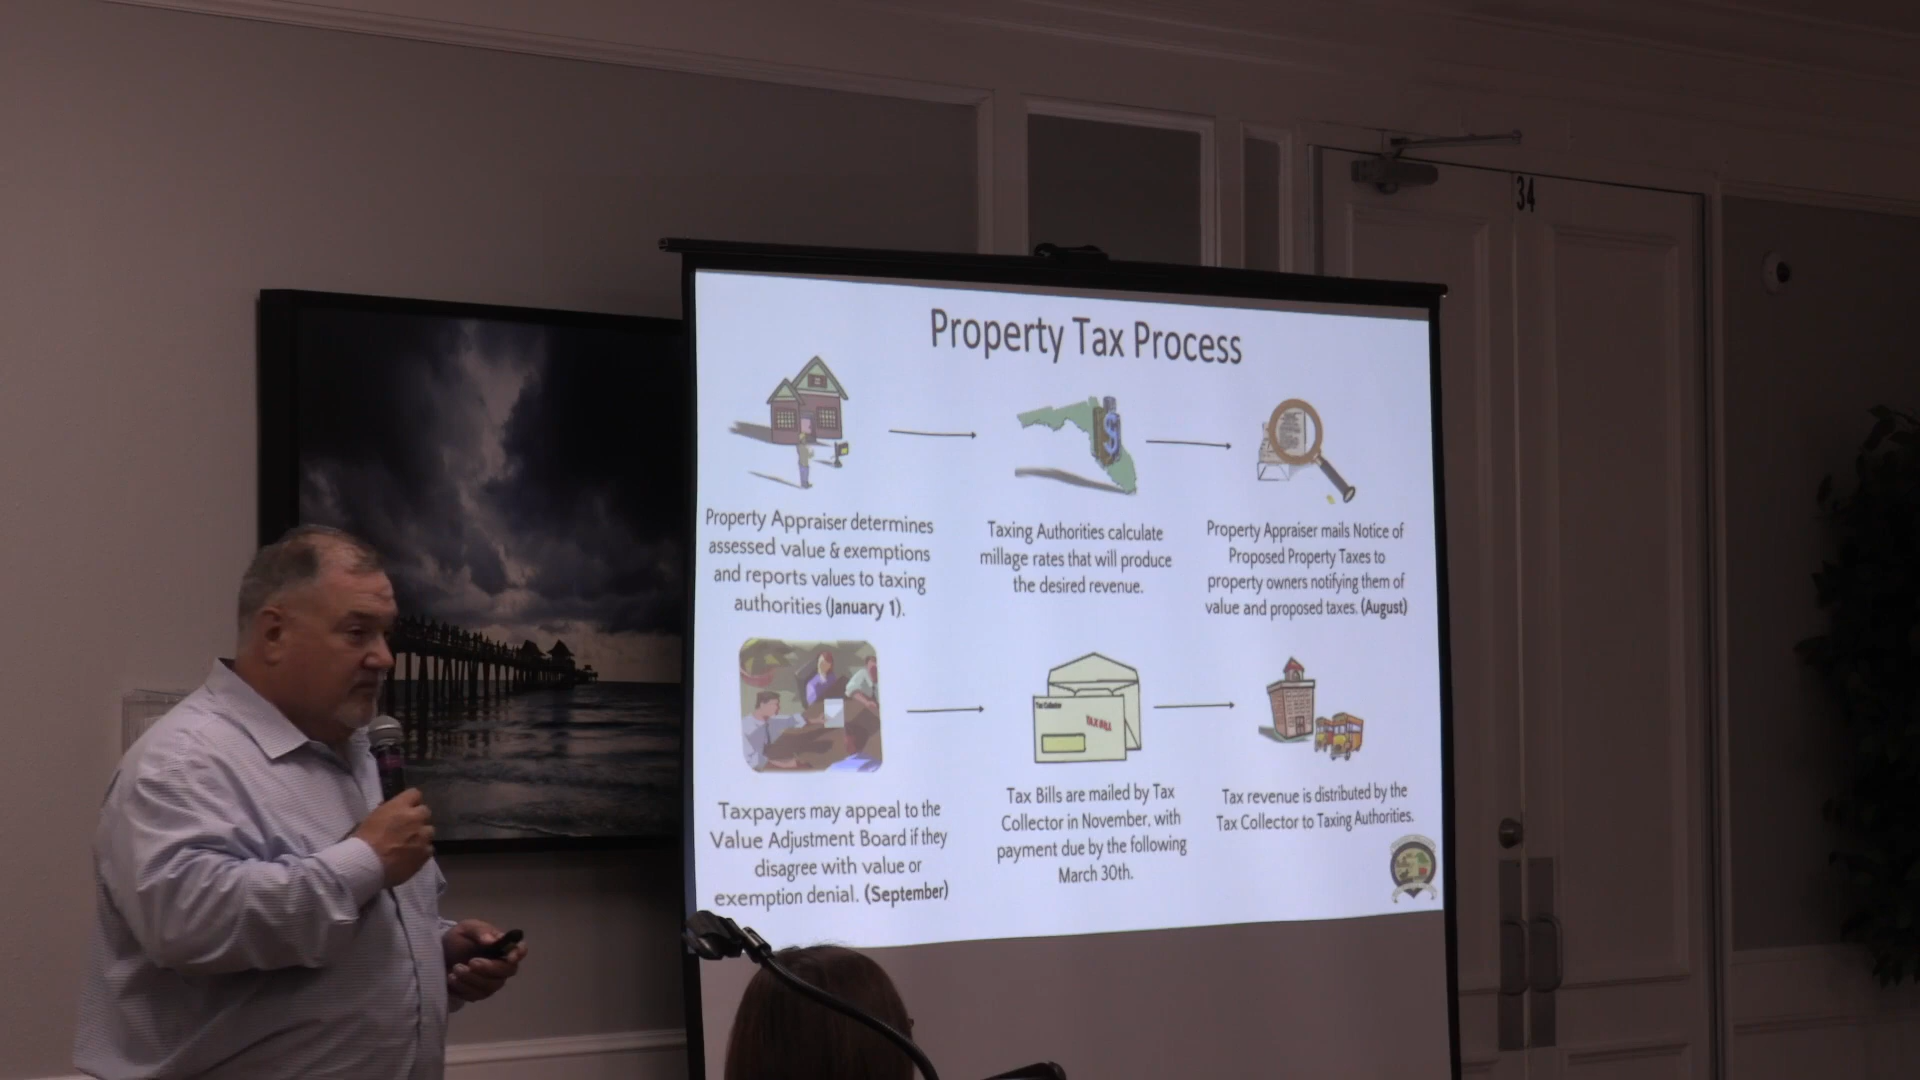 34
Property Tax Process
Property Appraiser determines
assessed value & exemptions
and reports values to taxing
authorities (January 1).
Taxing Authorities calculate
millage rates that will produce
the desired revenue.
Property Appraiser mails Notice of
Proposed Property Taxes to
property owners notifying them of
value and proposed taxes. (August)
Taxpayers may appeal to the
Value Adjustment Board if they
disagree with value or
exemption denial. (September)
Tax Collector
TAX BILL
Tax Bills are mailed by Tax
Collector in November, with
payment due by the following
March 30th.
Tax revenue is distributed by the
Tax Collector to Taxing Authorities.